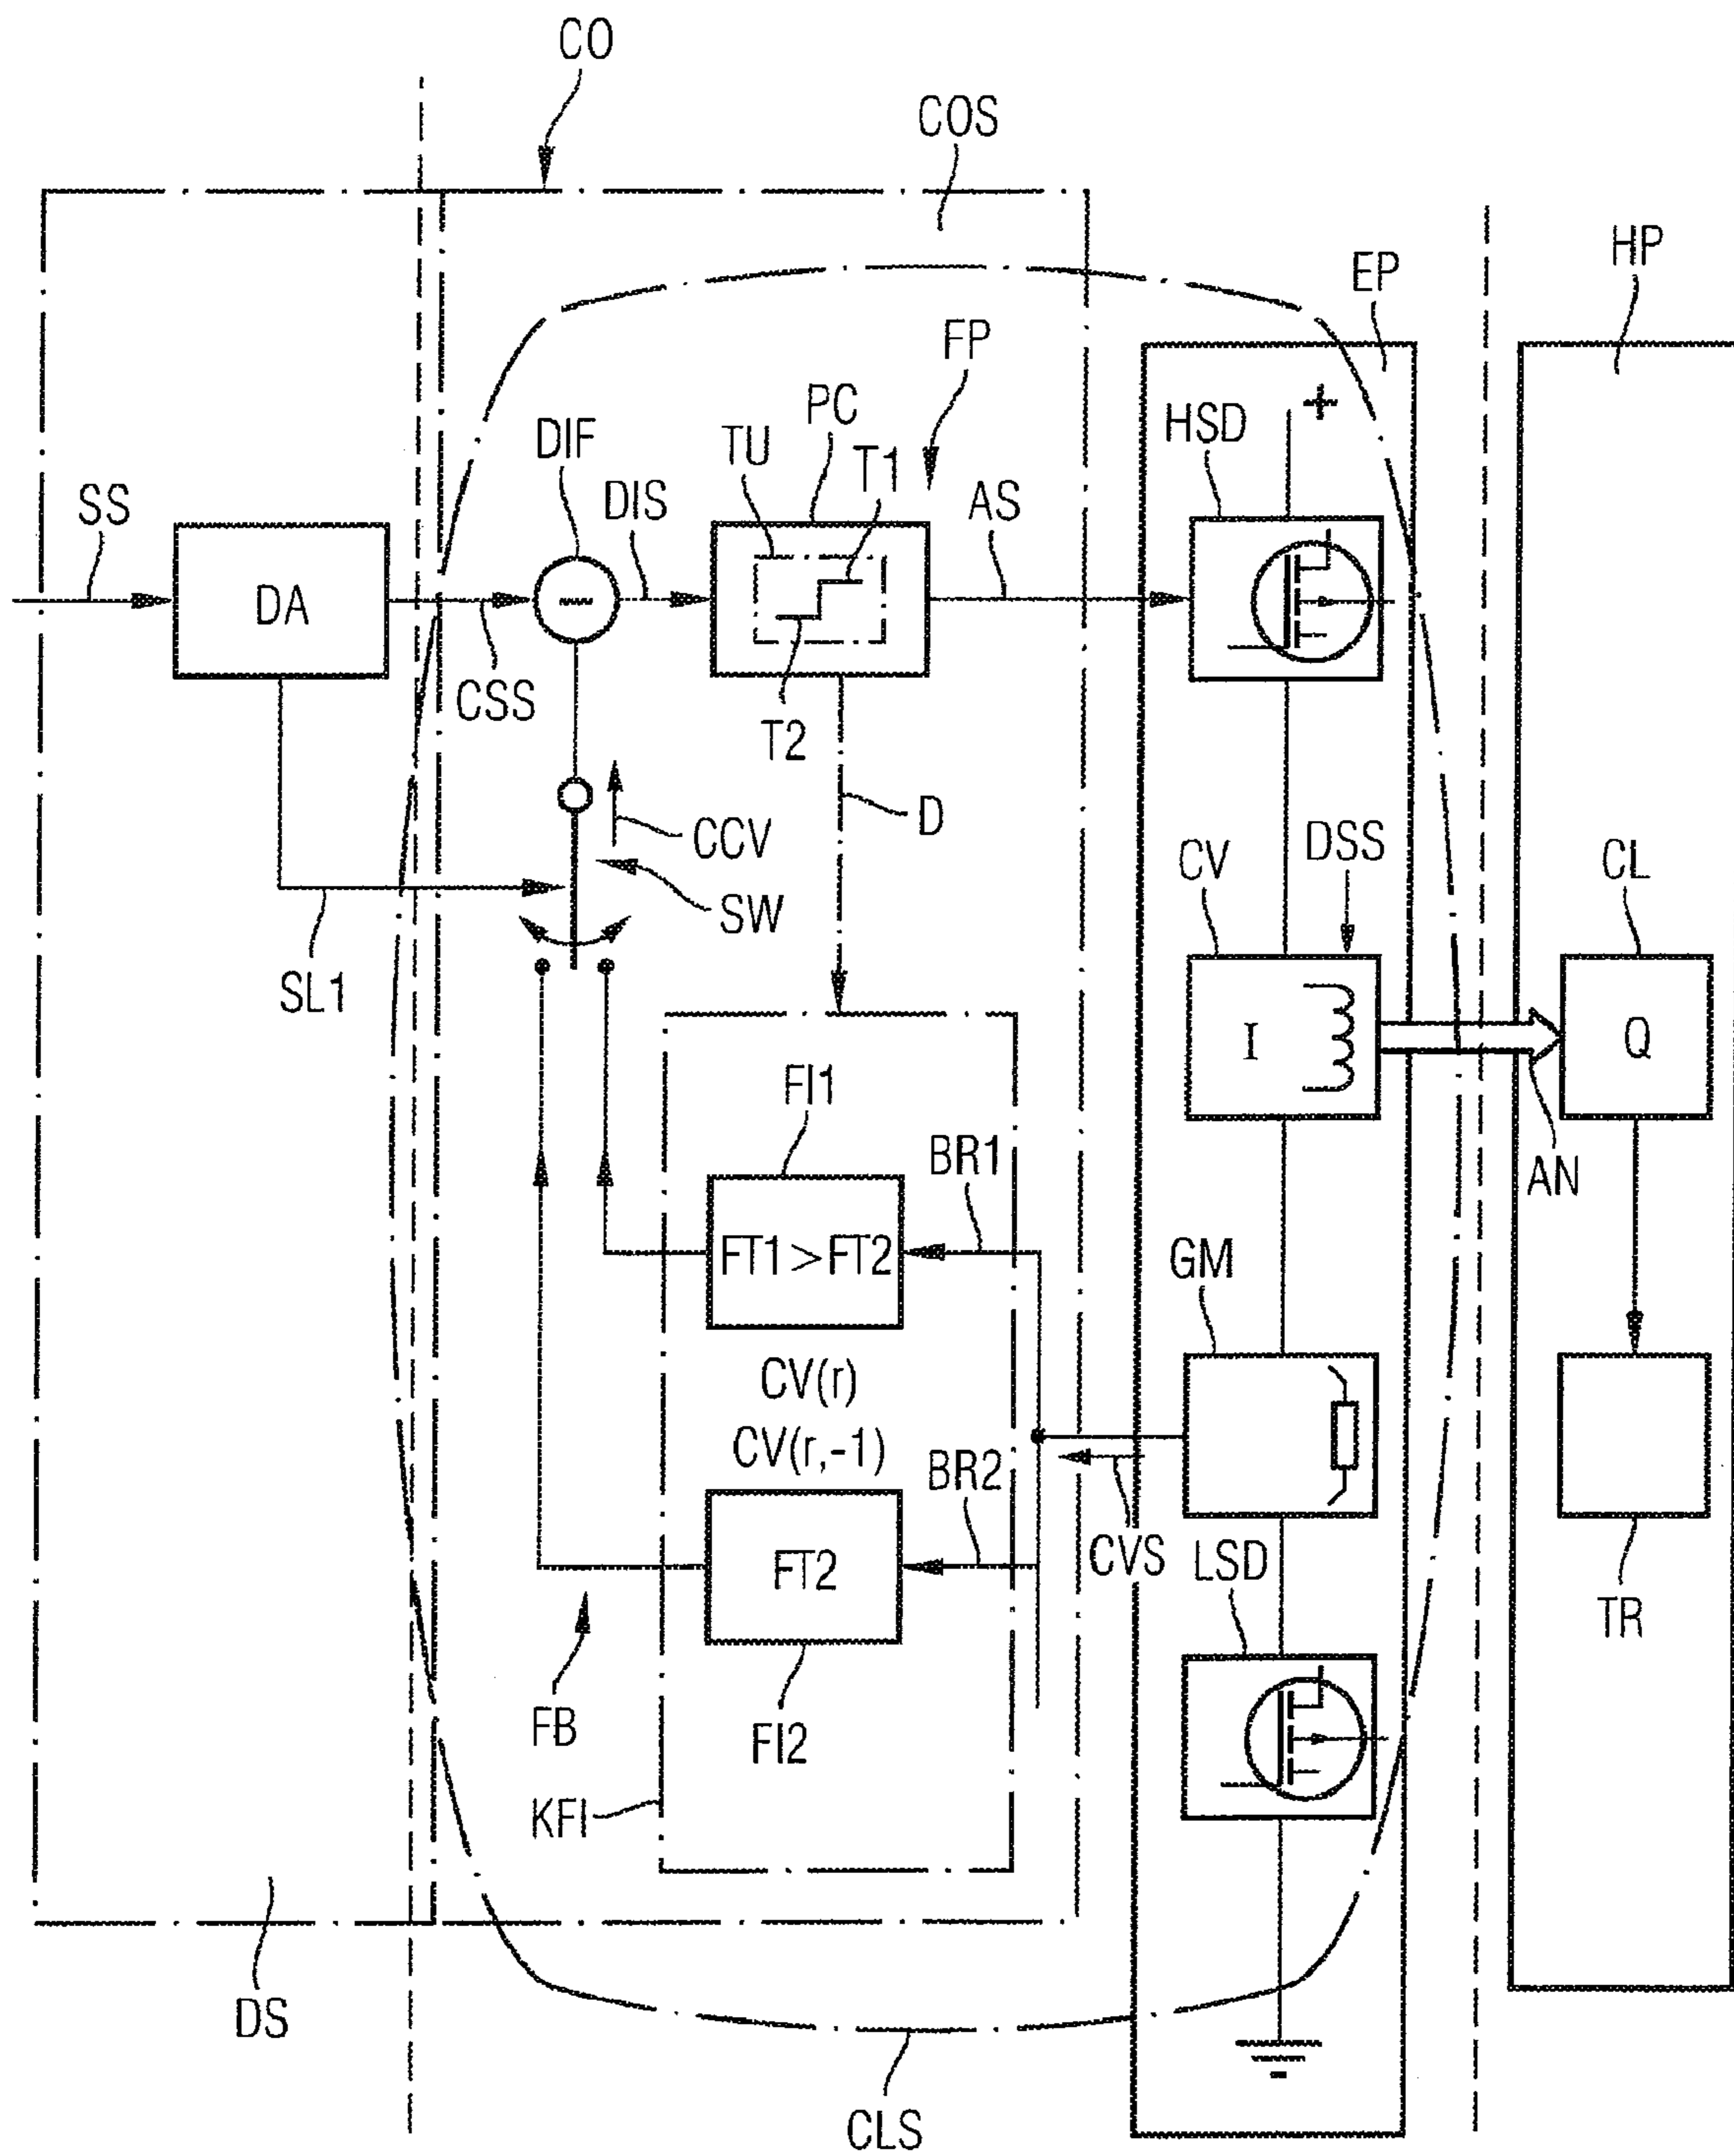 CO
COS
HP
EP
FP
PC
HSD
+
DIF
TU
T1
SS
DIS
AS
DA
CSS
T2
D
CCV
CV
DSS
CL
SW
SL1
I
Q
FI1
BR1
AN
FT1 > FT2
GM
CV(r)
CV(r,-1)
BR2
CVS
LSD
FT2
TR
FB
FI2
KFI
DS
CLS